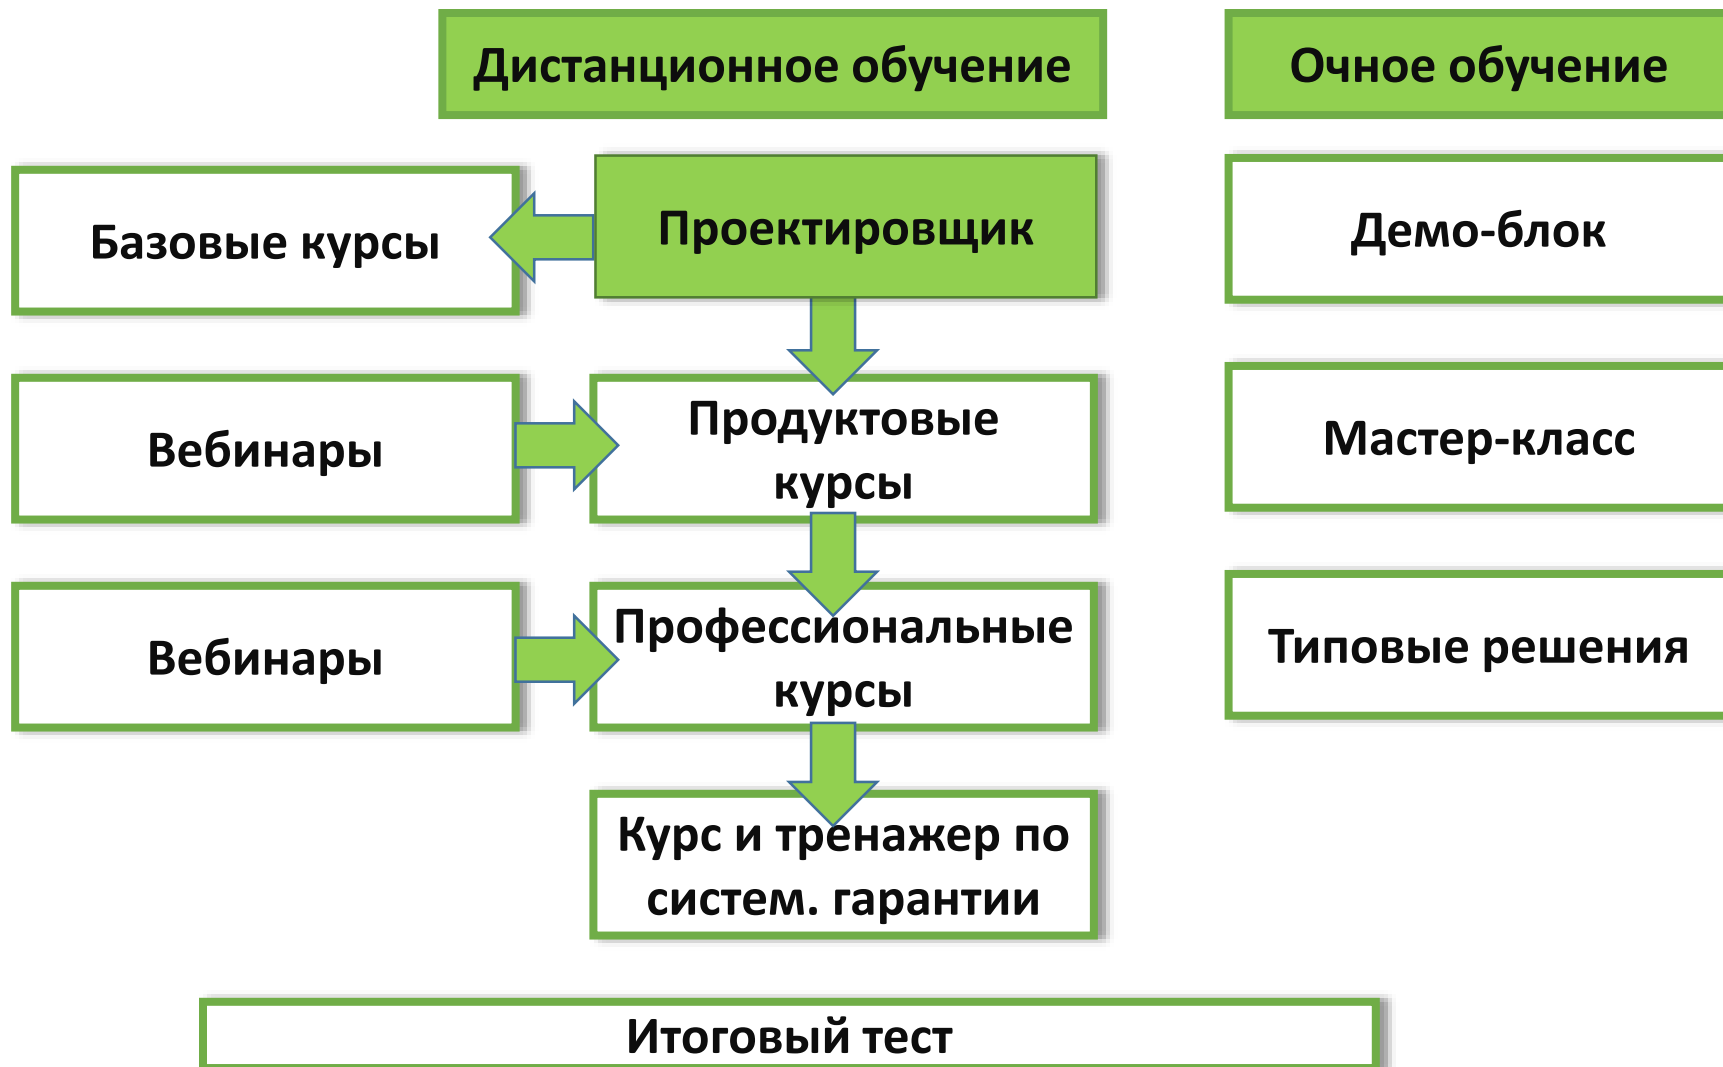 Дистанционное обучение
Очное обучение
Базовые курсы
Проектировщик
Демо-блок
Вебинары
Продуктовые
курсы
Мастер-класс
Вебинары
Профессиональные
курсы
Типовые решения
Курс и тренажер по
систем. гарантии
Итоговый тест